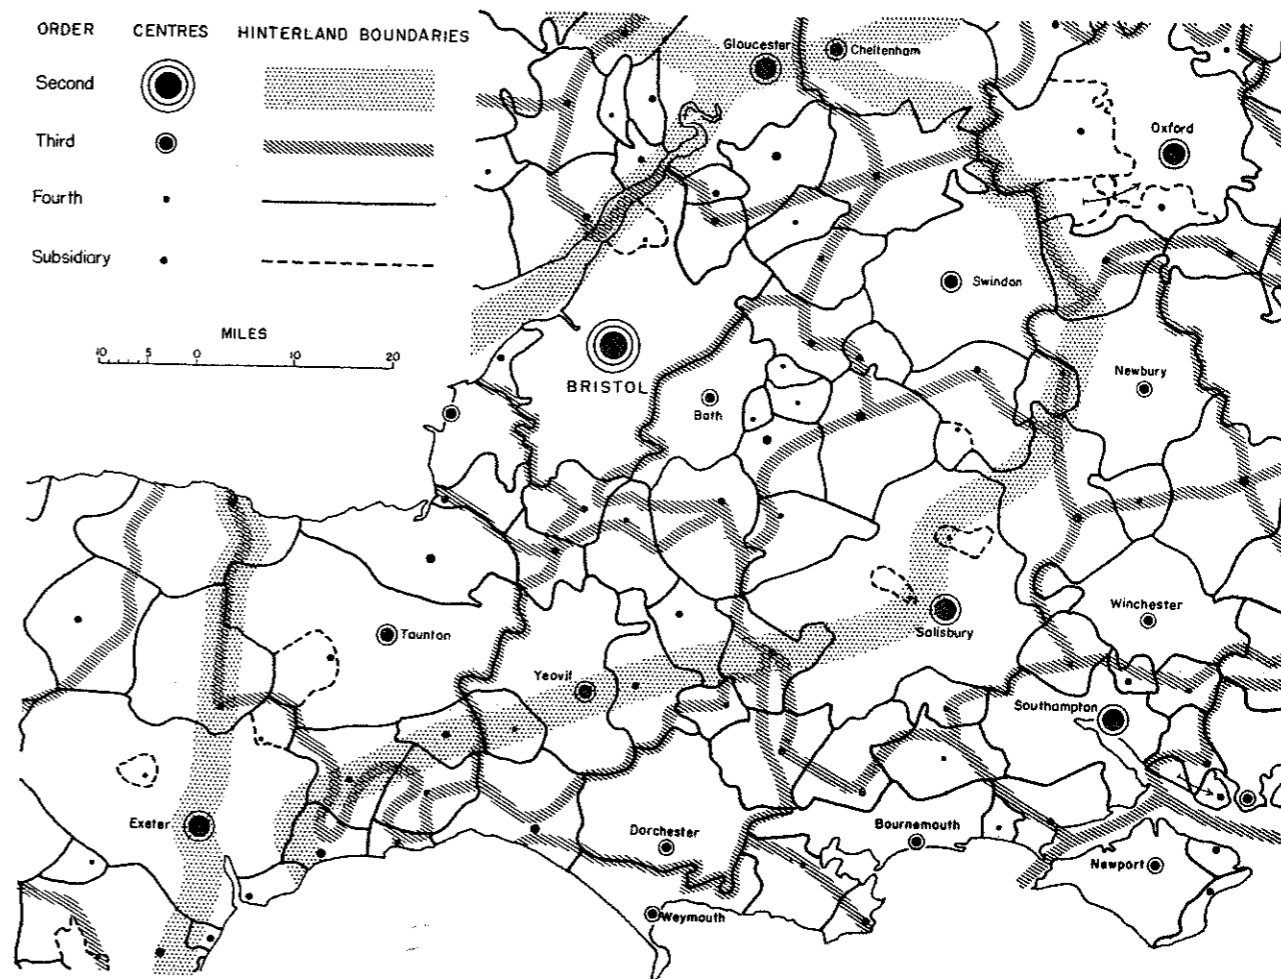 ORDER CENTRES HINTERLAND BOUNDARIES
Second
Third
Fourth
Subsidiary
MILES
10 5 0 10 20
Gloucester
Cheltenham
Oxford
Swindon
BRISTOL
Bath
Newbury
Taunton
Salisbury
Winchester
Yeovil
Southampton
Exeter
Dorchester
Bournemouth
Newport
Weymouth